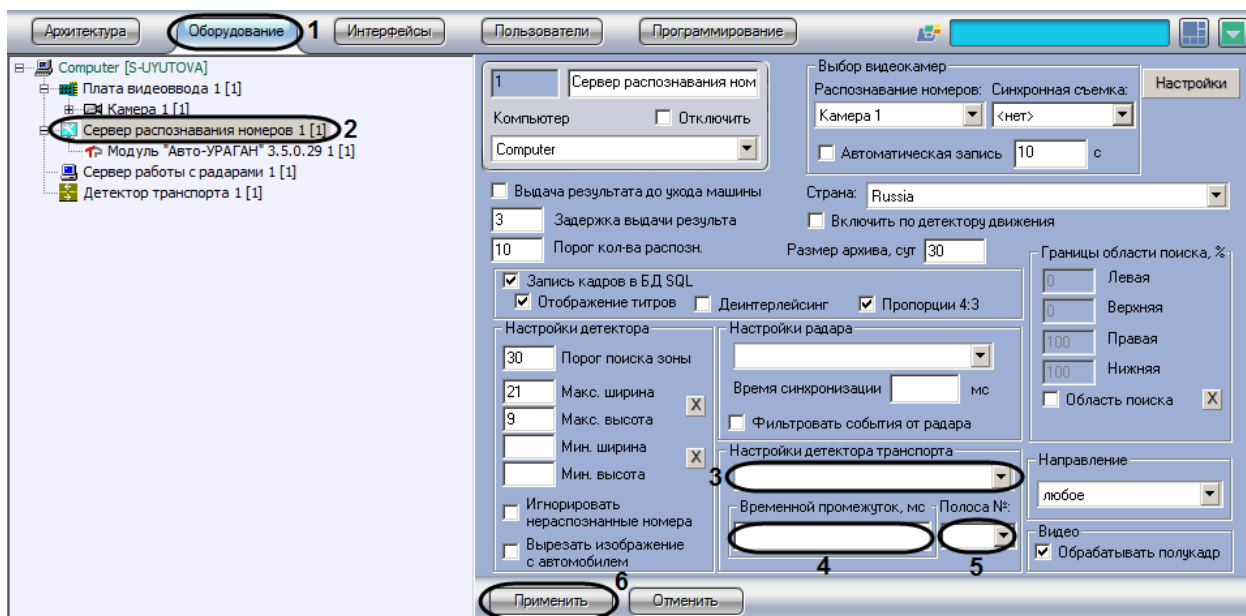 Архитектура Оборудование 1 Интерфейсы Пользователи Программирование
Computer [S-UYUTOVA]
Плата видеоввода 1 [1]
Камера 1 [1]
Сервер распознавания номеров 1 [1] 2
Модуль "Авто-УРАГАН" 3.5.0.29 1 [1]
Сервер работы с радарами 1 [1]
Детектор транспорта 1 [1]
1 Сервер распознавания ном
Компьютер Отключить
Computer
Выбор видеокамер
Распознавание номеров: Синхронная съемка:
Камера 1 <нет>
Автоматическая запись 10 с
Настройки
Выдача результата до ухода машины
3 Задержка выдачи результа
10 Порог кол-ва распозн.
Страна: Russia
Включить по детектору движения
Размер архива, сут 30
Запись кадров в БД SQL
Отображение титров Деинтерлейсинг Пропорции 4:3
Границы области поиска, %
0 Левая
0 Верхняя
100 Правая
100 Нижняя
Область поиска X
Настройки детектора
30 Порог поиска зоны
21 Макс. ширина
X
9 Макс. высота
Мин. ширина
X
Мин. высота
Игнорировать
нераспознанные номера
Вырезать изображение
с автомобилем
Настройки радара
Время синхронизации мс
Фильтровать события от радара
Настройки детектора транспорта
3
Временной промежуток, мс Полоса №:
4 5
Направление
любое
Видео
Обрабатывать полукадр
6
Применить Отменить